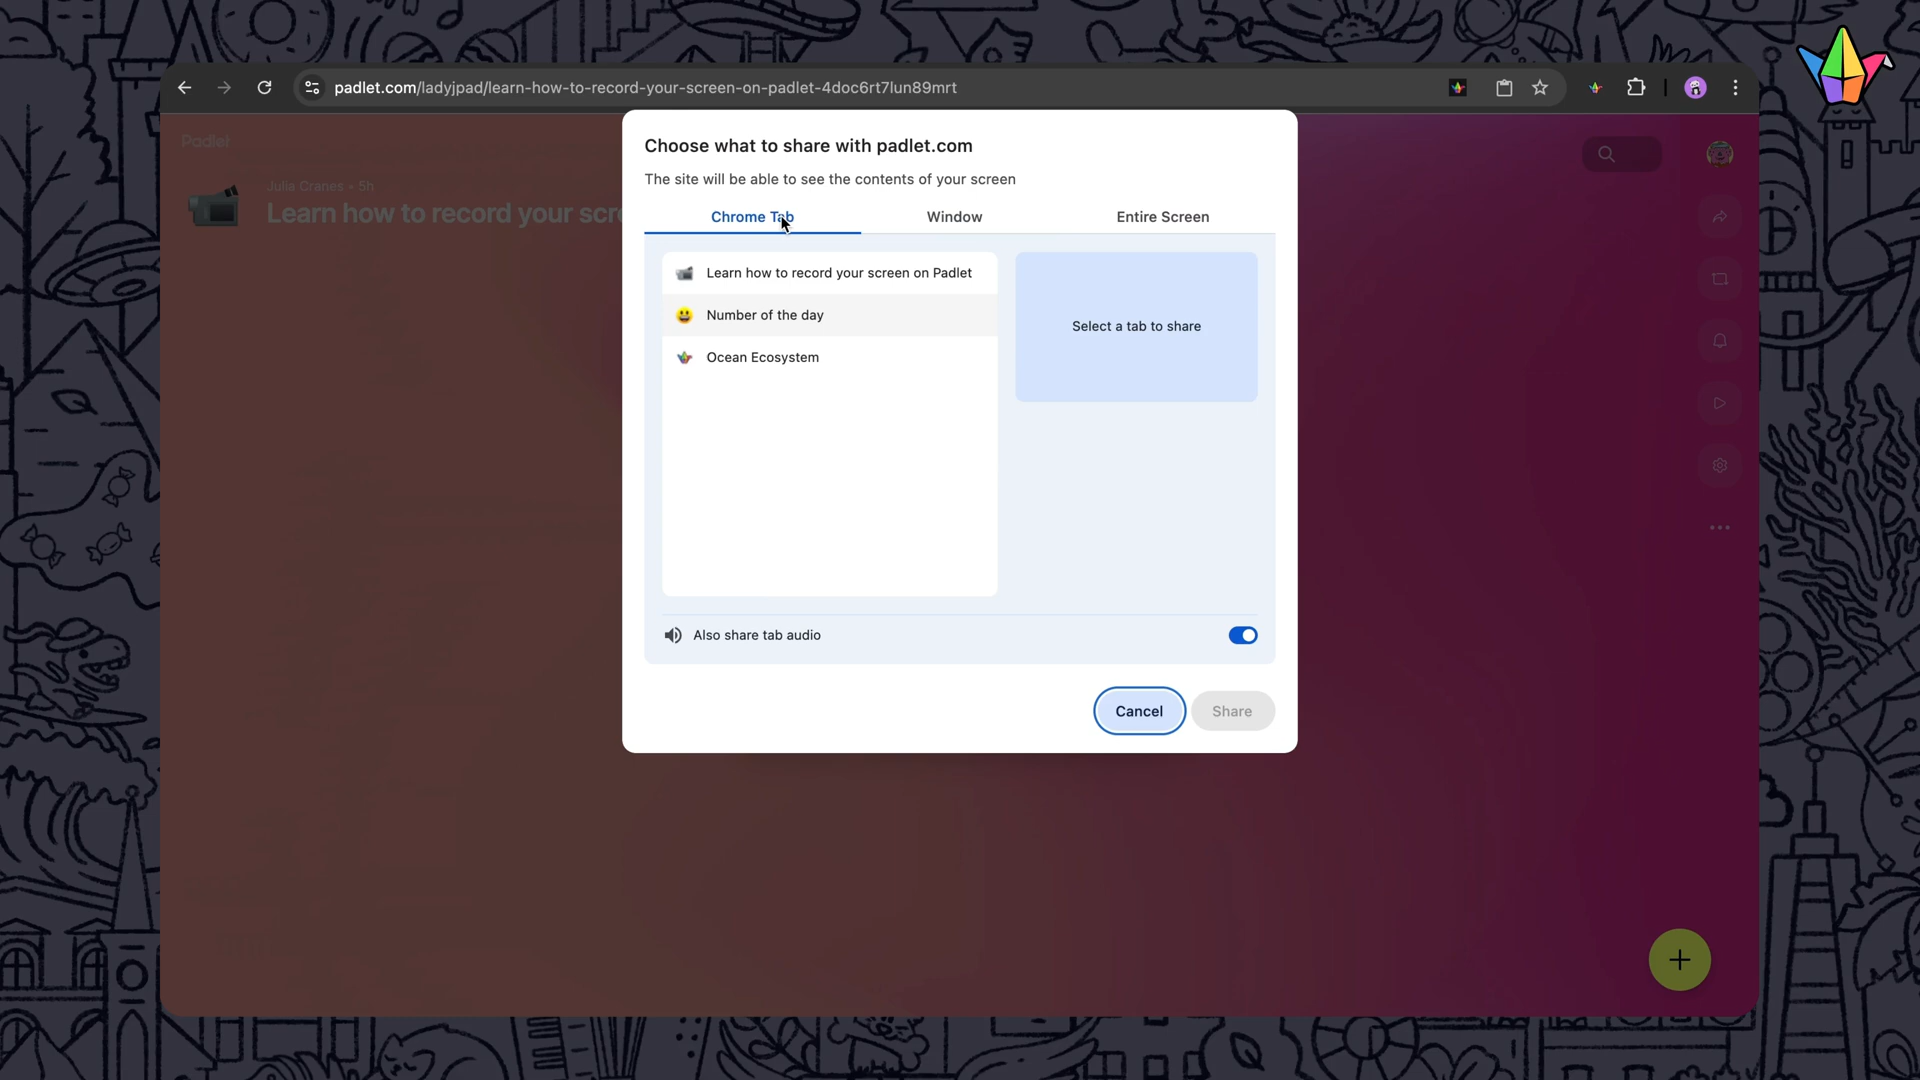 padlet.com/ladyjpad/learn-how-to-record-your-screen-on-padlet-4doc6rt7lun89mrt
Padlet
Julia Cranes • 5h
Learn how to record your scre
Choose what to share with padlet.com
The site will be able to see the contents of your screen
Chrome Tab
Window
Entire Screen
Learn how to record your screen on Padlet
Number of the day
Ocean Ecosystem
Select a tab to share
Also share tab audio
Cancel
Share